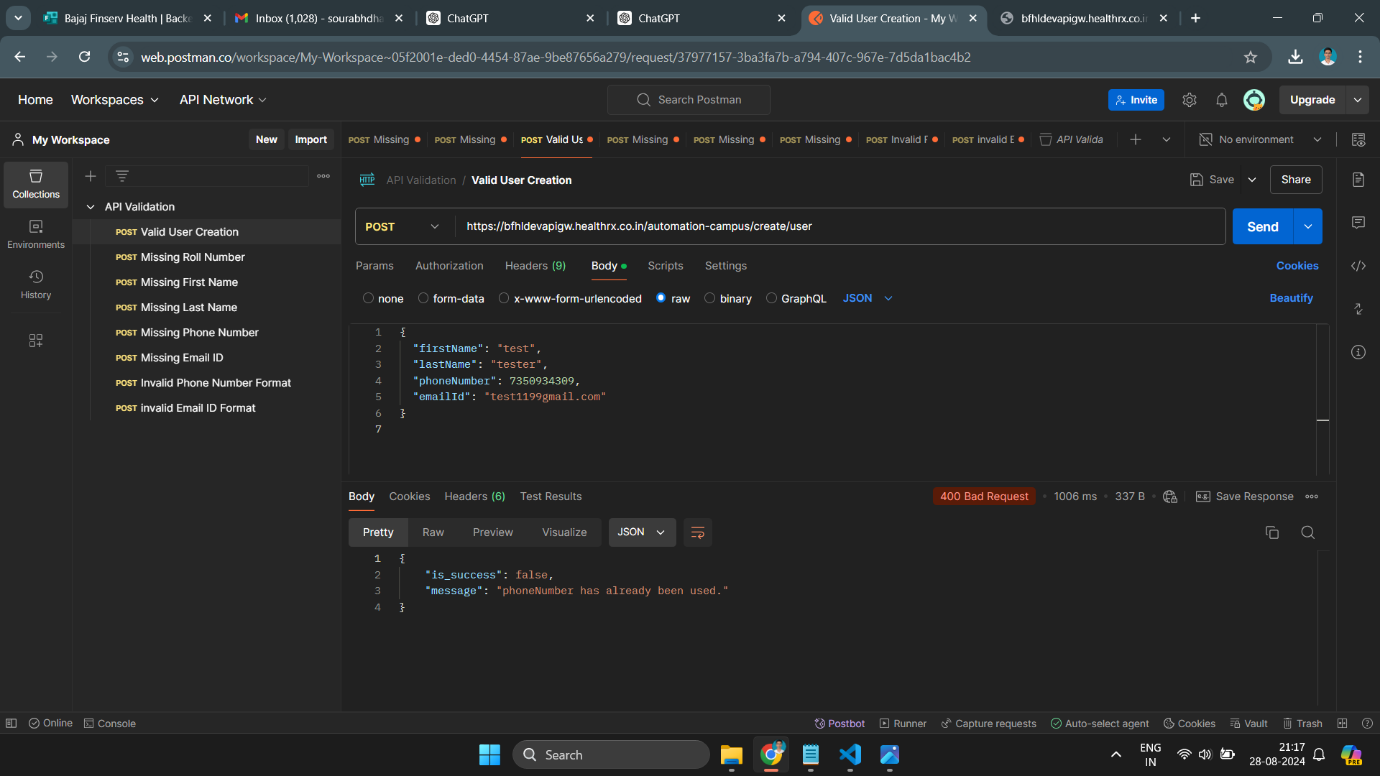 Bajaj Finserv Health | Backe
Inbox (1,028) - sourabhdha
ChatGPT
ChatGPT
Valid User Creation - My W
bfhldevapigw.healthrx.co.in
web.postman.co/workspace/My-Workspace~05f2001e-ded0-4454-87ae-9be87656a279/request/37977157-3ba3fa7b-a794-407c-967e-7d5da1bac4b2
Home Workspaces API Network Search Postman Invite Upgrade
My Workspace New Import
POST Missing POST Missing POST Valid Us POST Missing POST Missing POST Missing POST Invalid F POST invalid E API Valida No environment
Collections
Environments
History
API Validation
POST Valid User Creation
POST Missing Roll Number
POST Missing First Name
POST Missing Last Name
POST Missing Phone Number
POST Missing Email ID
POST Invalid Phone Number Format
POST invalid Email ID Format
HTTP API Validation / Valid User Creation Save Share
POST https://bfhldevapigw.healthrx.co.in/automation-campus/create/user Send
Params Authorization Headers (9) Body Scripts Settings Cookies
none form-data x-www-form-urlencoded raw binary GraphQL JSON Beautify
1 {
2 "firstName": "test",
3 "lastName": "tester",
4 "phoneNumber": 7350934309,
5 "emailId": "test1199gmail.com"
6 }
7
Body Cookies Headers (6) Test Results 400 Bad Request 1006 ms 337 B e.g. Save Response
Pretty Raw Preview Visualize JSON
1 {
2 "is_success": false,
3 "message": "phoneNumber has already been used."
4 }
Online Console Postbot Runner Capture requests Auto-select agent Cookies Vault Trash
Search
ENG
IN
21:17
28-08-2024
PRE